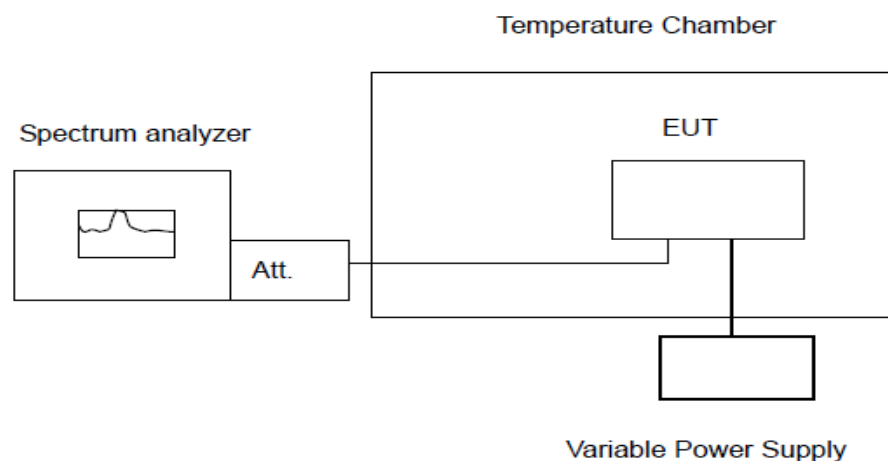 Temperature Chamber
Spectrum analyzer
EUT
Att.
Variable Power Supply